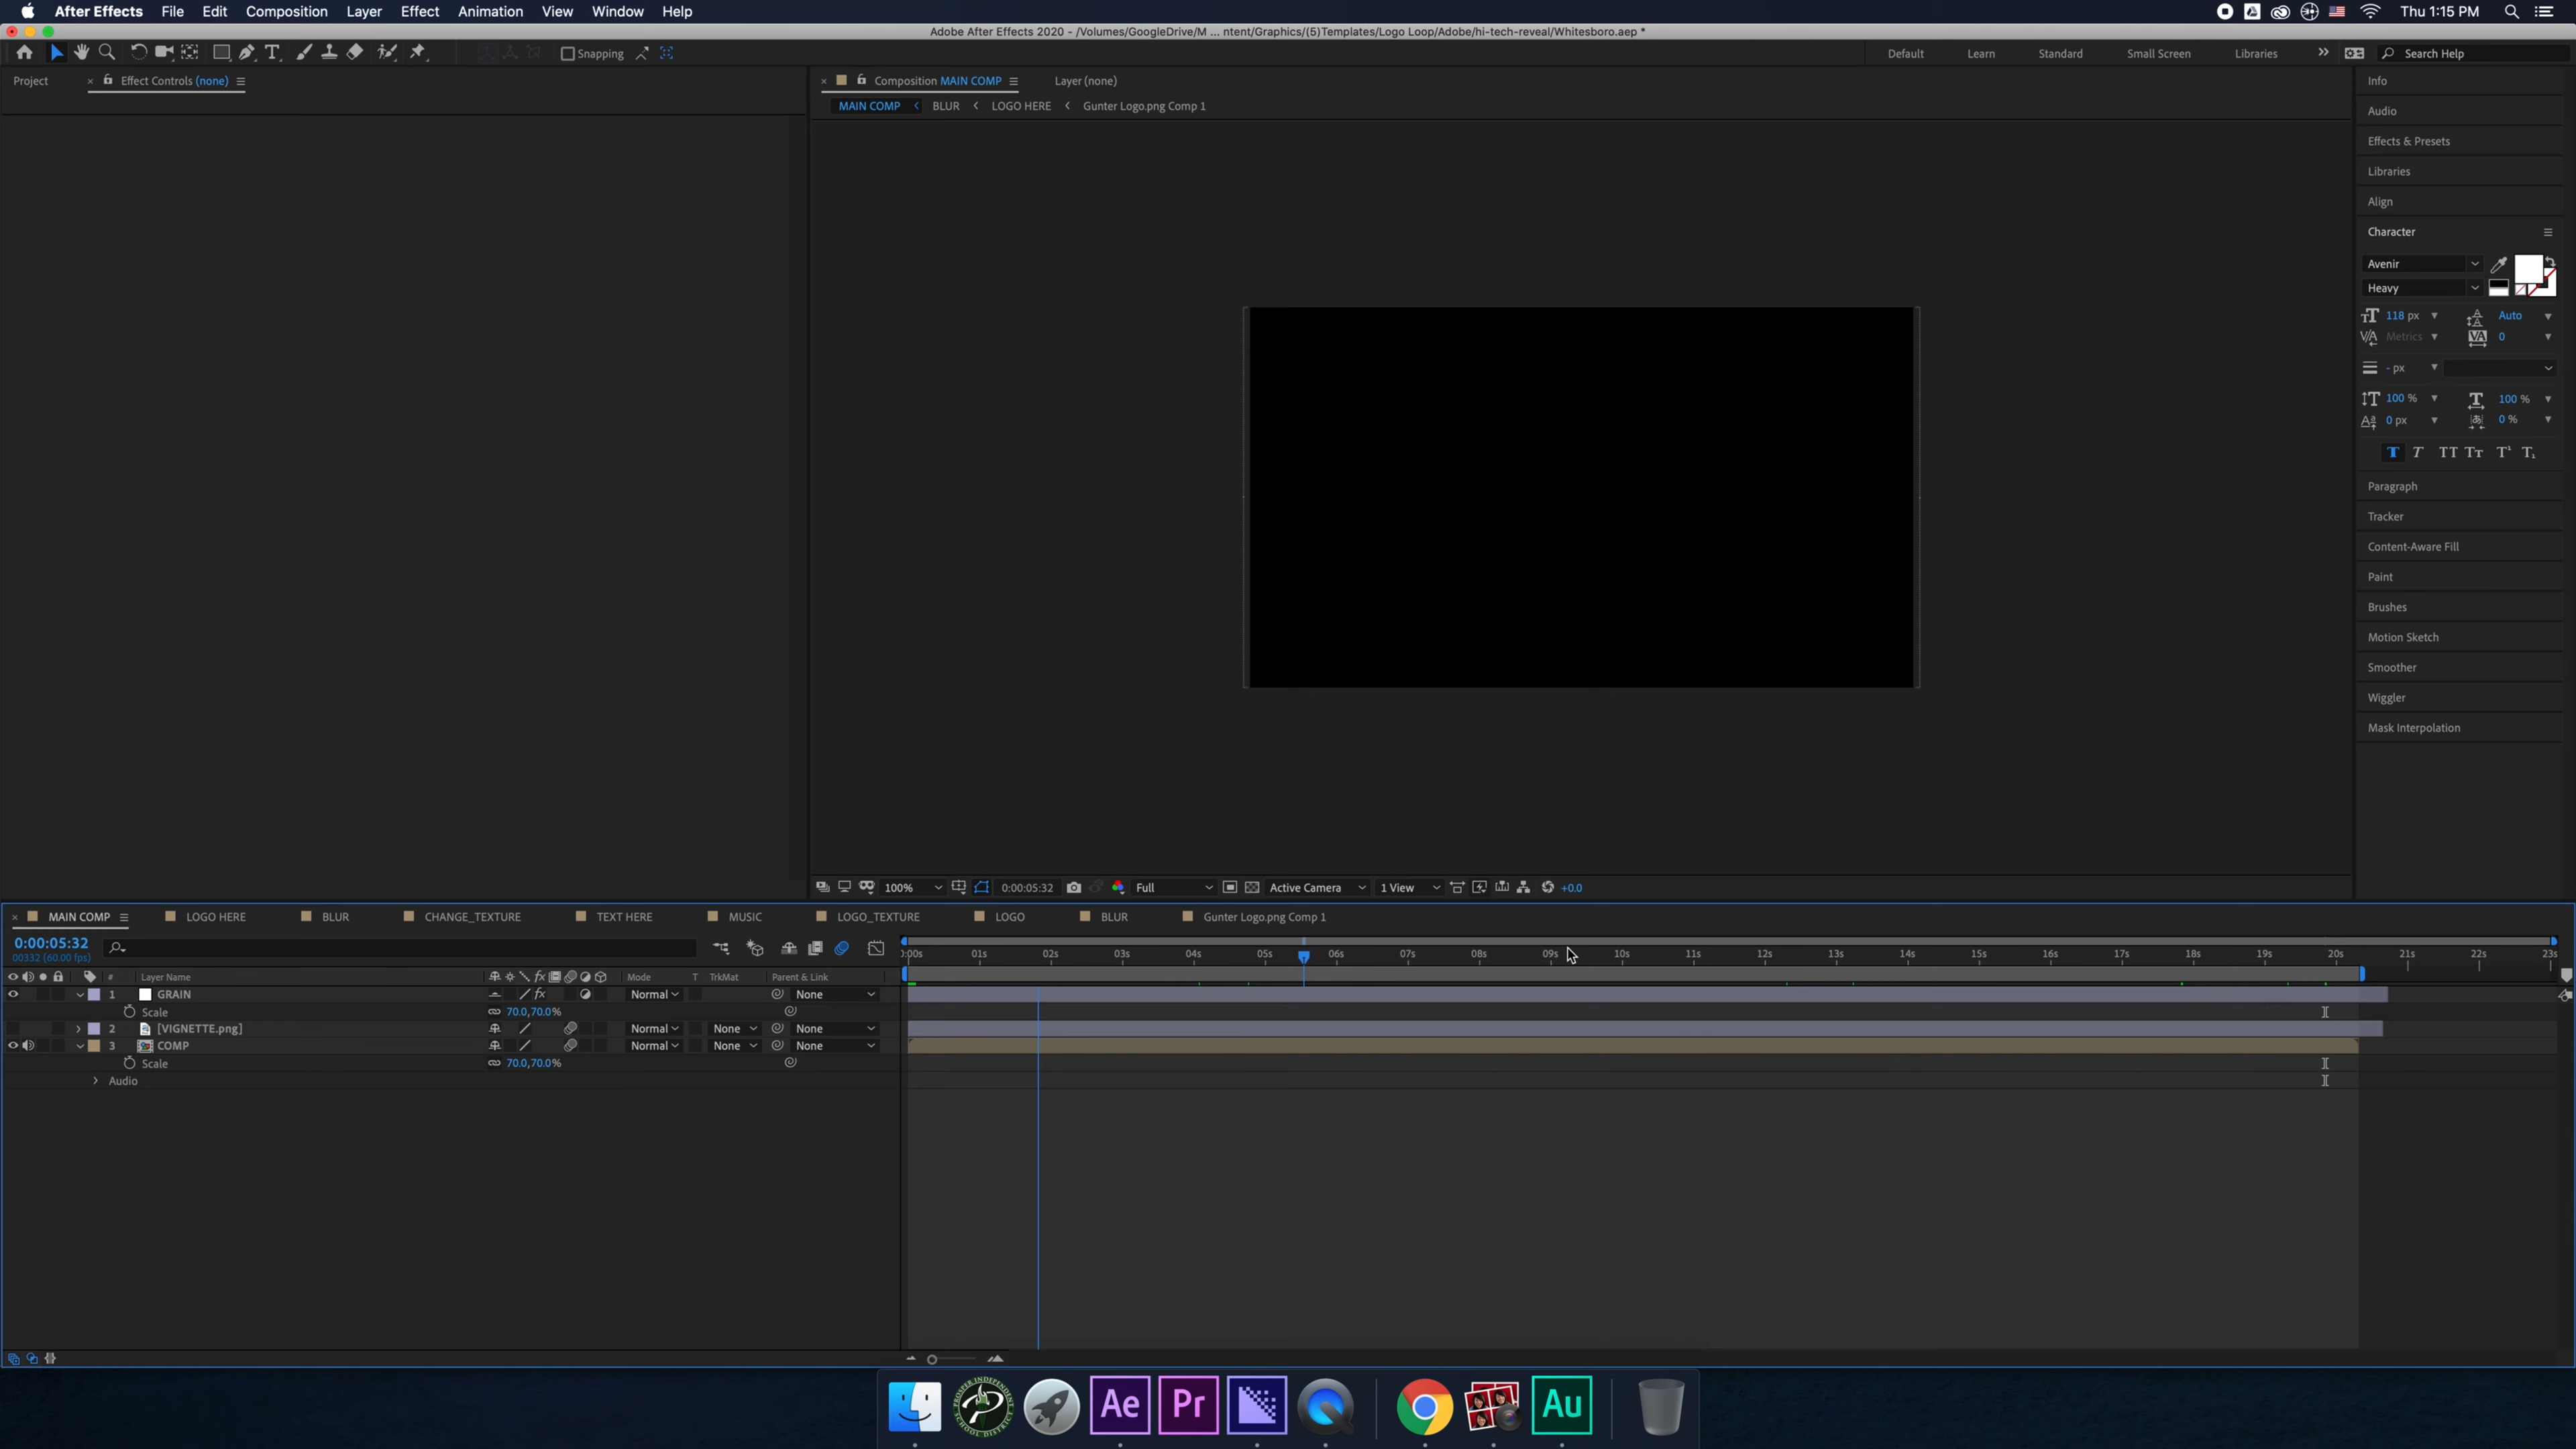 After Effects File Edit Composition Layer Effect Animation View Window Help Thu 1:15 PM
Adobe After Effects 2020 - /Volumes/GoogleDrive/M ... ntent/Graphics/(5)Templates/Logo Loop/Adobe/hi-tech-reveal/Whitesboro.aep *
Snapping Default Learn Standard Small Screen Libraries Search Help
Project Effect Controls (none) Composition MAIN COMP Layer (none) Info
MAIN COMP BLUR LOGO HERE Gunter Logo.png Comp 1
Audio
Effects & Presets
Libraries
Align
Character
Avenir
Heavy
118 px Auto
Metrics 0
- px
100 % 100 %
0 px 0 %
T T TT Tт T¹ T₁
Paragraph
Tracker
Content-Aware Fill
Paint
Brushes
Motion Sketch
Smoother
Wiggler
Mask Interpolation
100% 0:00:05:32 Full Active Camera 1 View +0.0
MAIN COMP LOGO HERE BLUR CHANGE_TEXTURE TEXT HERE MUSIC LOGO_TEXTURE LOGO BLUR Gunter Logo.png Comp 1
0:00:05:32
00332 (60.00 fps)
):00s 01s 02s 03s 04s 05s 06s 07s 08s 09s 10s 11s 12s 13s 14s 15s 16s 17s 18s 19s 20s 21s 22s 23s
# Layer Name fx Mode T TrkMat Parent & Link
1 GRAIN fx Normal None
Scale 70.0,70.0%
2 [VIGNETTE.png] Normal None None
3 COMP Normal None None
Scale 70.0,70.0%
Audio
PROSPER INDEPENDENT SCHOOL DISTRICT P Ae Pr Au